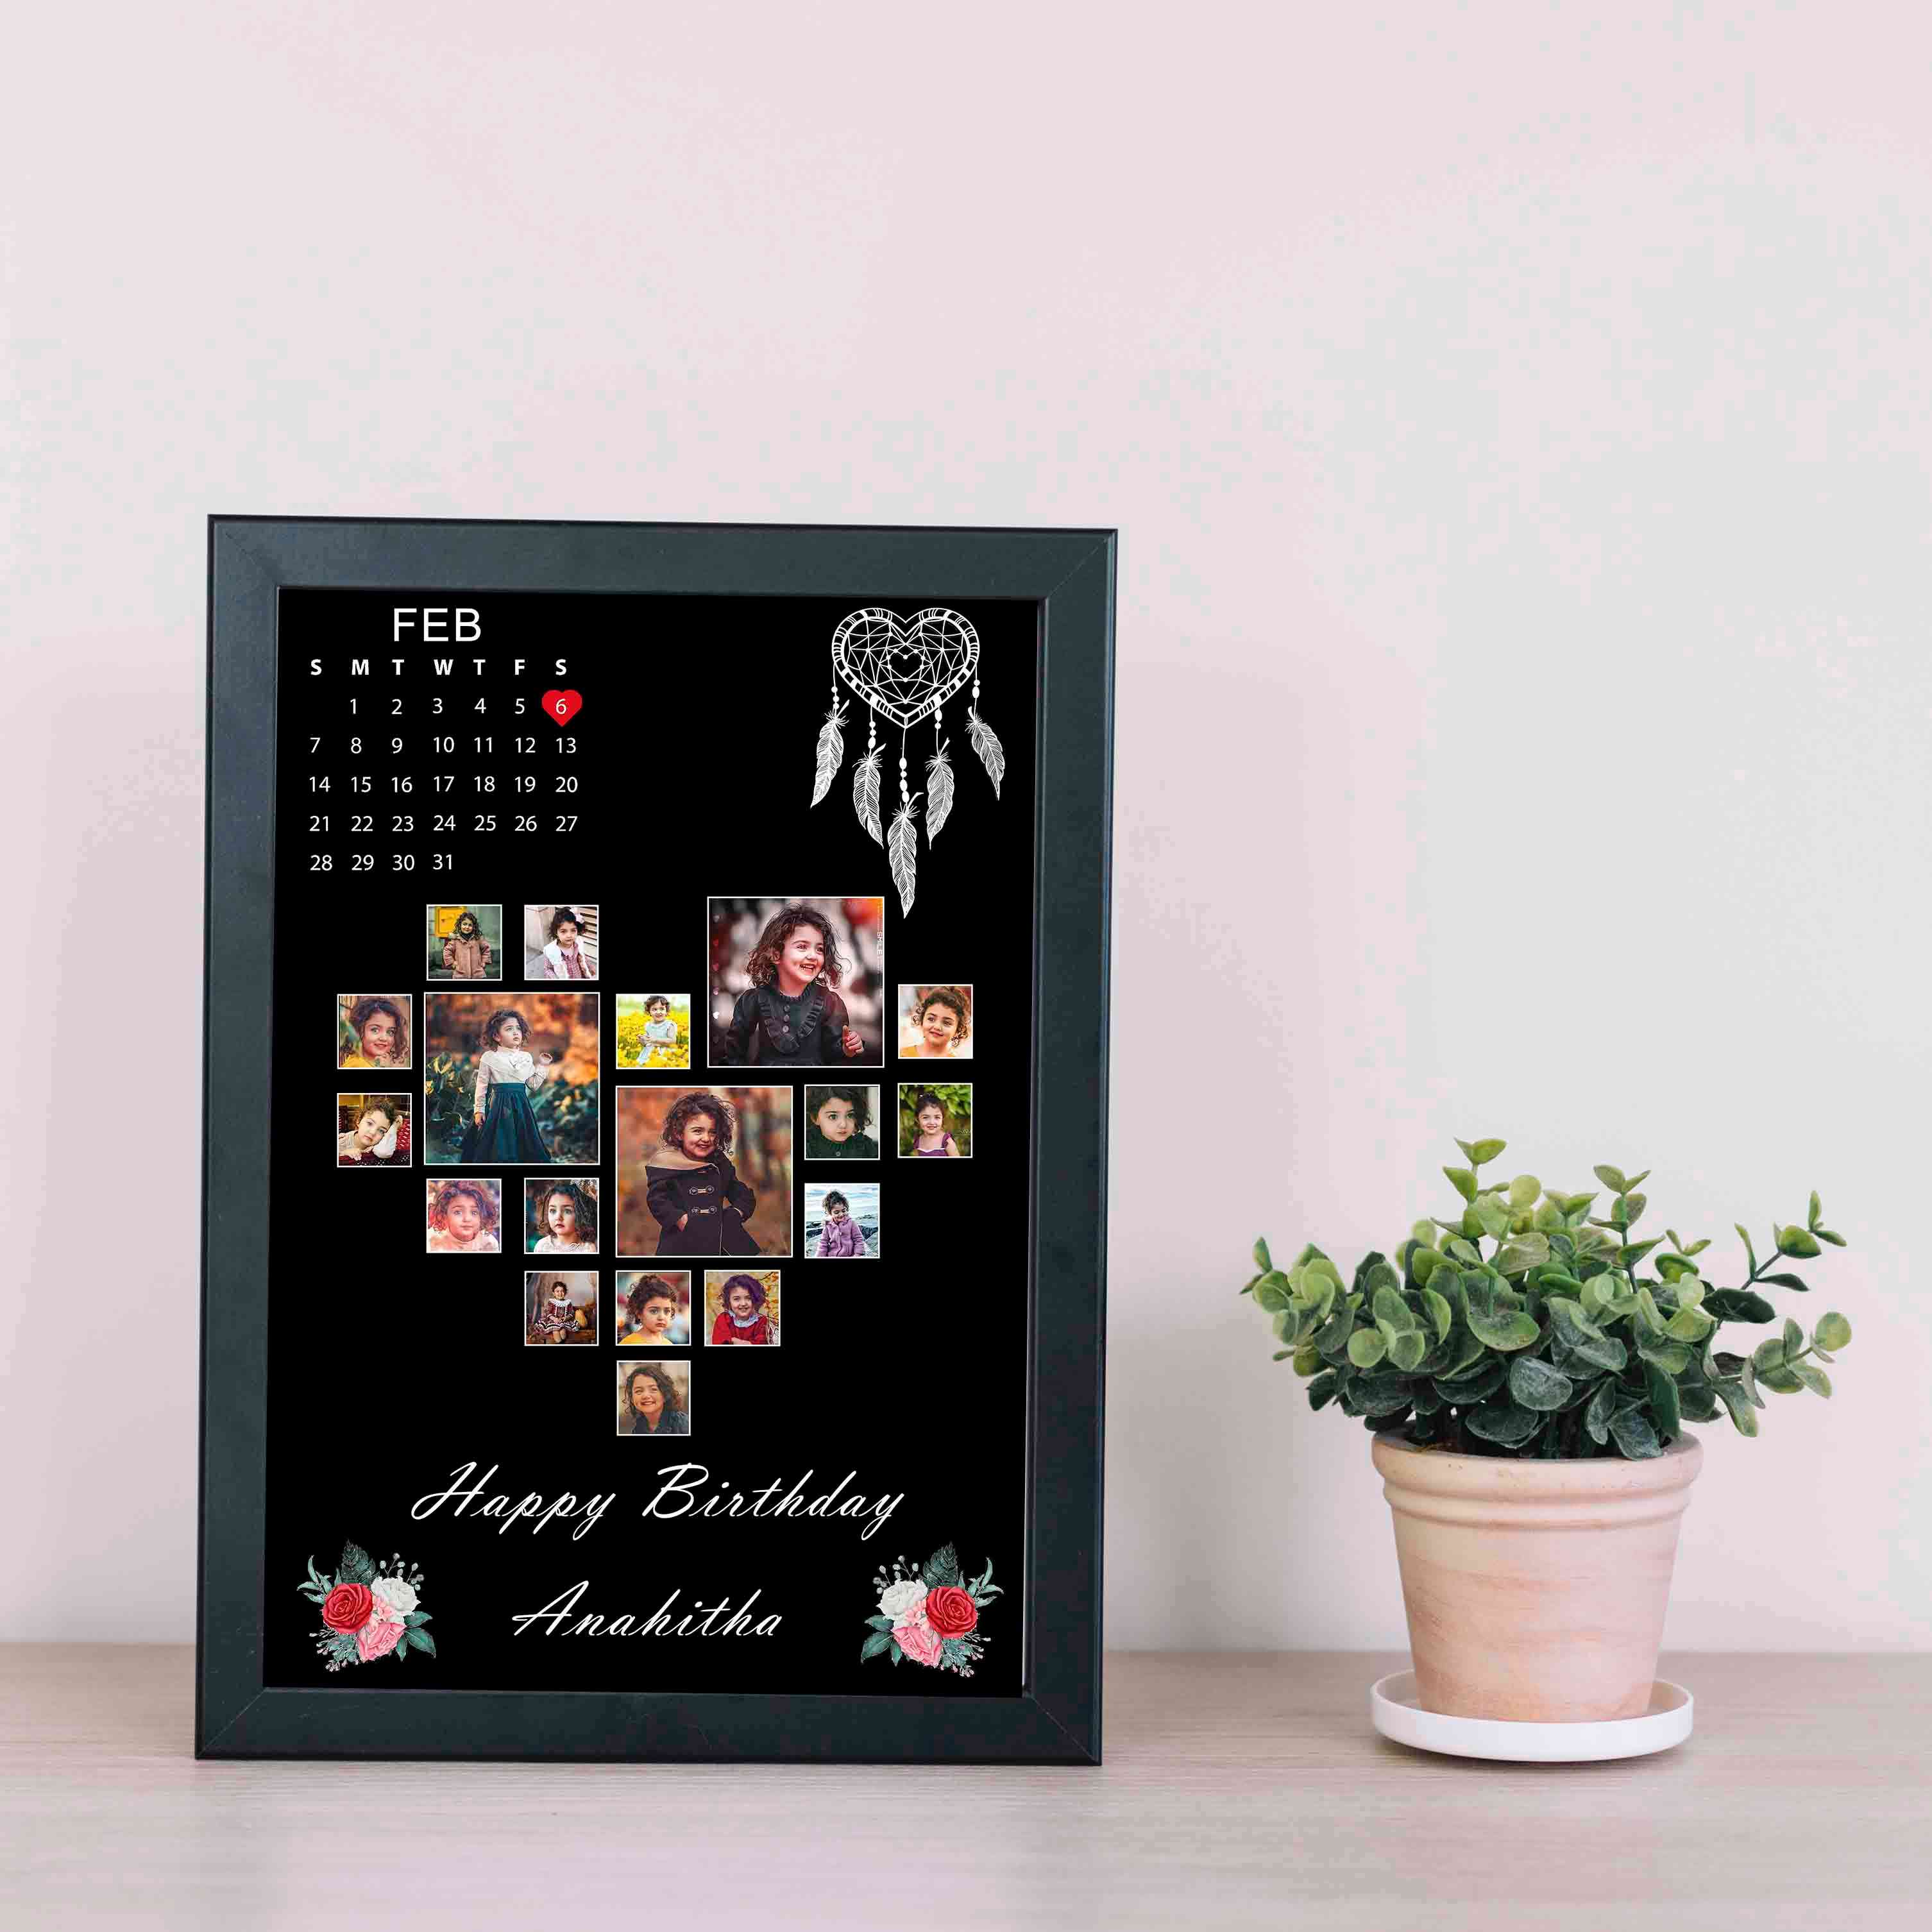 FEB
S M T W T F S
1 2 3 4 5 6
7 8 9 10 11 12 13
14 15 16 17 18 19 20
21 22 23 24 25 26 27
28 29 30 31
Happy Birthday
Anahitha